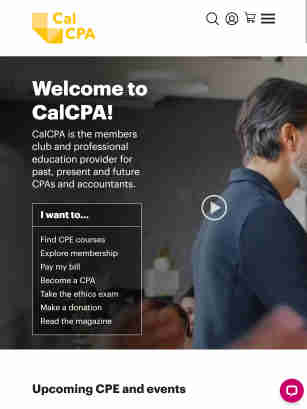 Cal
CPA
Welcome to
CalCPA!
CalCPA is the members
club and professional
education provider for
past, present and future
CPAs and accountants.
I want to...
Find CPE courses
Explore membership
Pay my bill
Become a CPA
Take the ethics exam
Make a donation
Read the magazine
Upcoming CPE and events